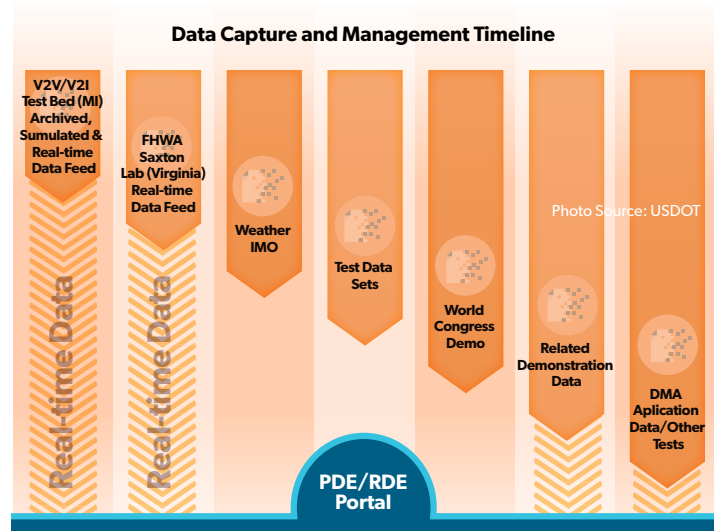 Data Capture and Management Timeline
V2V/V2I
Test Bed (MI)
Archived,
Sumulated &
Real-time
Data Feed
Real-time Data
FHWA
Saxton
Lab (Virginia)
Real-time
Data Feed
Real-time Data
Weather
IMO
Test Data
Sets
World
Congress
Demo
Photo Source: USDOT
Related
Demonstration
Data
DMA
Aplication
Data/Other
Tests
PDE/RDE
Portal